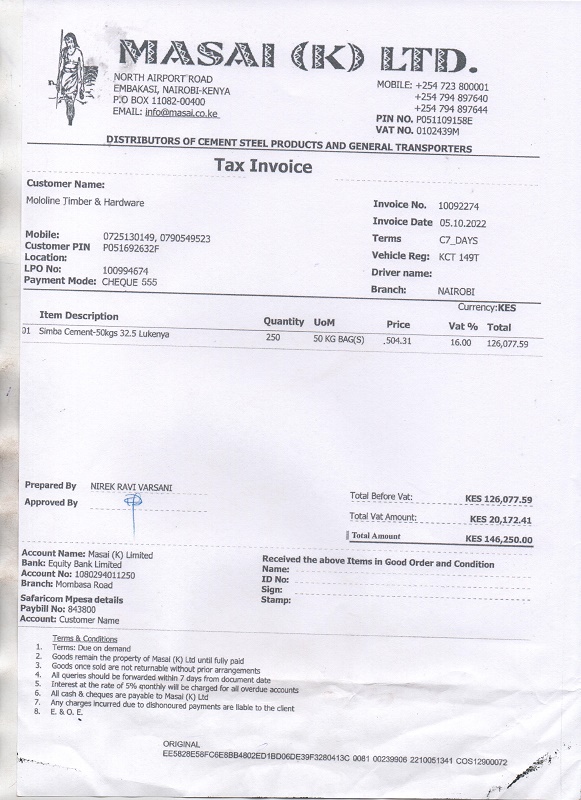 MASAI (K) LTD.
NORTH AIRPORT ROAD
EMBAKASI, NAIROBI-KENYA
P.O BOX 11082-00400
EMAIL: info@masai.co.ke
MOBILE: +254 723 800001
+254 794 897640
+254 794 897644
PIN NO. P051109158E
VAT NO. 0102439M
DISTRIBUTORS OF CEMENT STEEL PRODUCTS AND GENERAL TRANSPORTERS
Tax Invoice
Customer Name:
Mololine Timber & Hardware
Mobile: 0725130149, 0790549523
Customer PIN P051692632F
Location:
LPO No: 100994674
Payment Mode: CHEQUE 555
Invoice No. 10092274
Invoice Date 05.10.2022
Terms C7_DAYS
Vehicle Reg: KCT 149T
Driver name:
Branch: NAIROBI
Currency:KES
Item Description Quantity UoM Price Vat % Total
01 Simba Cement-50kgs 32.5 Lukenya 250 50 KG BAG(S) .504.31 16.00 126,077.59
Prepared By NIREK RAVI VARSANI
Approved By
Total Before Vat: KES 126,077.59
Total Vat Amount: KES 20,172.41
Total Amount KES 146,250.00
Account Name: Masai (K) Limited
Bank: Equity Bank Limited
Account No: 1080294011250
Branch: Mombasa Road
Safaricom Mpesa details
Paybill No: 843800
Account: Customer Name
Received the above Items in Good Order and Condition
Name:
ID No:
Sign:
Stamp:
Terms & Conditions
1. Terms: Due on demand
2. Goods remain the property of Masai (K) Ltd until fully paid
3. Goods once sold are not returnable without prior arrangements
4. All queries should be forwarded within 7 days from document date
5. Interest at the rate of 5% monthly will be charged for all overdue accounts
6. All cash & cheques are payable to Masai (K) Ltd
7. Any charges incurred due to dishonoured payments are liable to the client
8. E. & O. E.
ORIGINAL
EE5828E58FC6E8BB4802ED1BD06DE39F3280413C 0081 00239906 2210051341 COS12900072